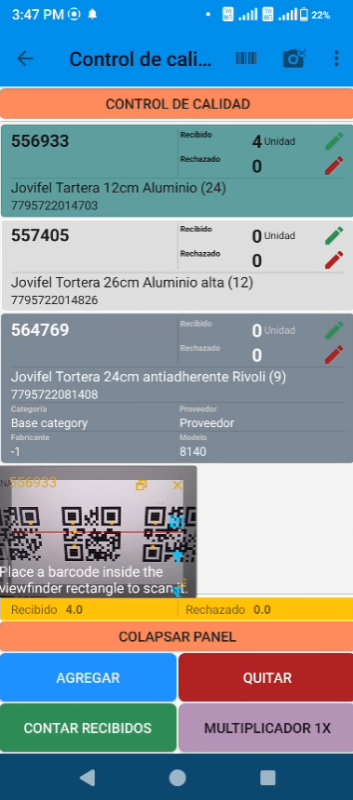 3:47 PM
22%
Control de cali...
CONTROL DE CALIDAD
556933
Recibido 4 Unidad
Rechazado 0
Jovifel Tartera 12cm Aluminio (24)
7795722014703
557405
Recibido 0 Unidad
Rechazado 0
Jovifel Tortera 26cm Aluminio alta (12)
7795722014826
564769
Recibido 0 Unidad
Rechazado 0
Jovifel Tortera 24cm antiadherente Rivoli (9)
7795722081408
Categoría Proveedor
Base category Proveedor
Fabricante Modelo
-1 8140
556933
Place a barcode inside the
viewfinder rectangle to scan it.
Recibido 4.0 Rechazado 0.0
COLAPSAR PANEL
AGREGAR QUITAR
CONTAR RECIBIDOS MULTIPLICADOR 1X